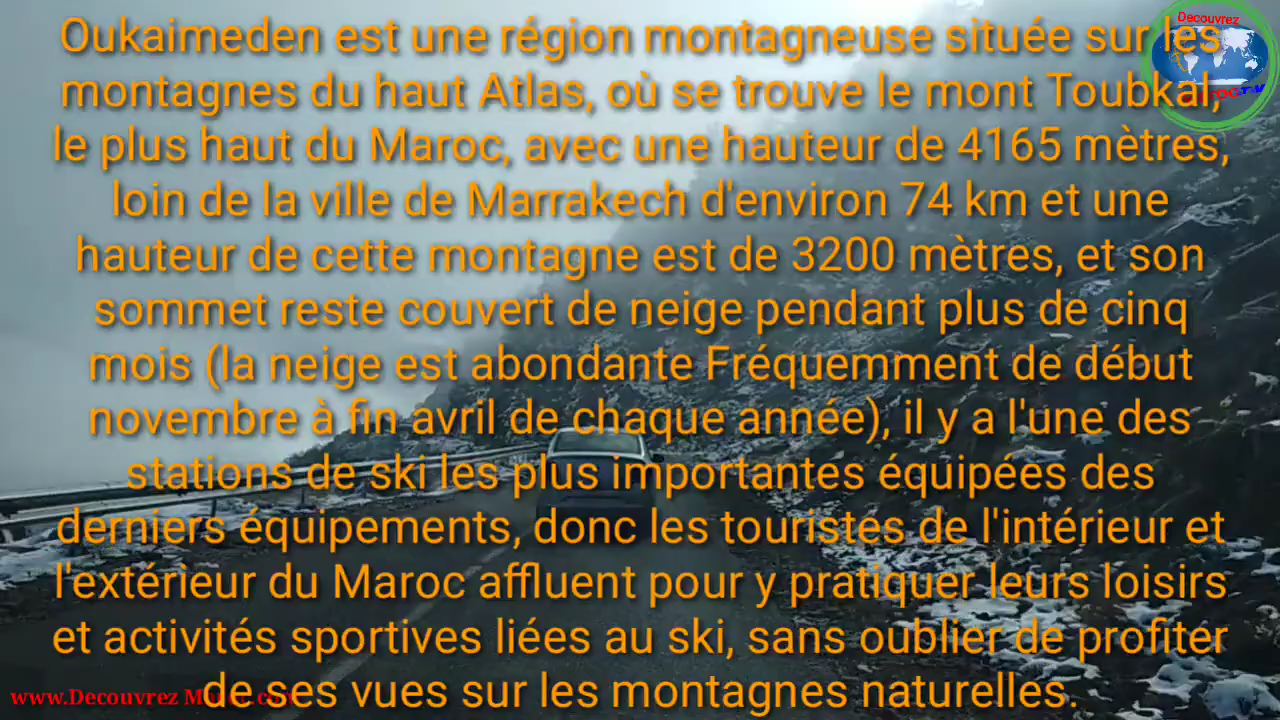 Oukaimeden est une région montagneuse située sur les
montagnes du haut Atlas, où se trouve le mont Toubkal,
le plus haut du Maroc, avec une hauteur de 4165 mètres,
loin de la ville de Marrakech d'environ 74 km et une
hauteur de cette montagne est de 3200 mètres, et son
sommet reste couvert de neige pendant plus de cinq
mois (la neige est abondante Fréquemment de début
novembre à fin avril de chaque année), il y a l'une des
stations de ski les plus importantes équipées des
derniers équipements, donc les touristes de l'intérieur et
l'extérieur du Maroc affluent pour y pratiquer leurs loisirs
et activités sportives liées au ski, sans oublier de profiter
de ses vues sur les montagnes naturelles.
Decouvrez
www.Decouvrez